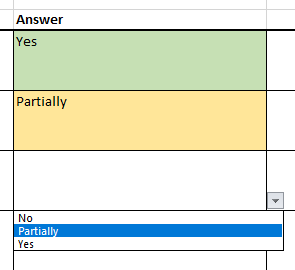 Answer
Yes
Partially
No
Partially
Yes